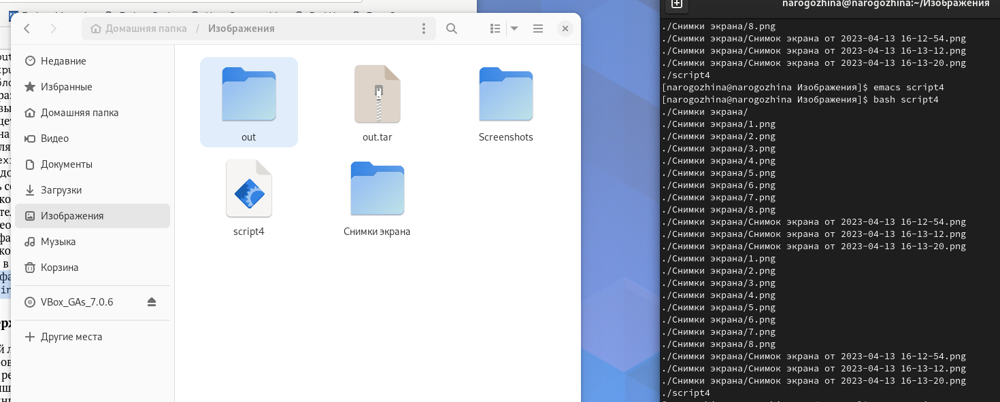 Домашняя папка / Изображения
Недавние
Избранные
Домашняя папка
Видео
Документы
Загрузки
Изображения
Музыка
Корзина
VBox_GAs_7.0.6
Другие места
out
out.tar
Screenshots
script4
Снимки экрана
narogozhina@narogozhina:~/Изображения
./Снимки экрана/8.png
./Снимки экрана/Снимок экрана от 2023-04-13 16-12-54.png
./Снимки экрана/Снимок экрана от 2023-04-13 16-13-12.png
./Снимки экрана/Снимок экрана от 2023-04-13 16-13-20.png
./script4
[narogozhina@narogozhina Изображения]$ emacs script4
[narogozhina@narogozhina Изображения]$ bash script4
./Снимки экрана/
./Снимки экрана/1.png
./Снимки экрана/2.png
./Снимки экрана/3.png
./Снимки экрана/4.png
./Снимки экрана/5.png
./Снимки экрана/6.png
./Снимки экрана/7.png
./Снимки экрана/8.png
./Снимки экрана/Снимок экрана от 2023-04-13 16-12-54.png
./Снимки экрана/Снимок экрана от 2023-04-13 16-13-12.png
./Снимки экрана/Снимок экрана от 2023-04-13 16-13-20.png
./Снимки экрана/1.png
./Снимки экрана/2.png
./Снимки экрана/3.png
./Снимки экрана/4.png
./Снимки экрана/5.png
./Снимки экрана/6.png
./Снимки экрана/7.png
./Снимки экрана/8.png
./Снимки экрана/Снимок экрана от 2023-04-13 16-12-54.png
./Снимки экрана/Снимок экрана от 2023-04-13 16-13-12.png
./Снимки экрана/Снимок экрана от 2023-04-13 16-13-20.png
./script4